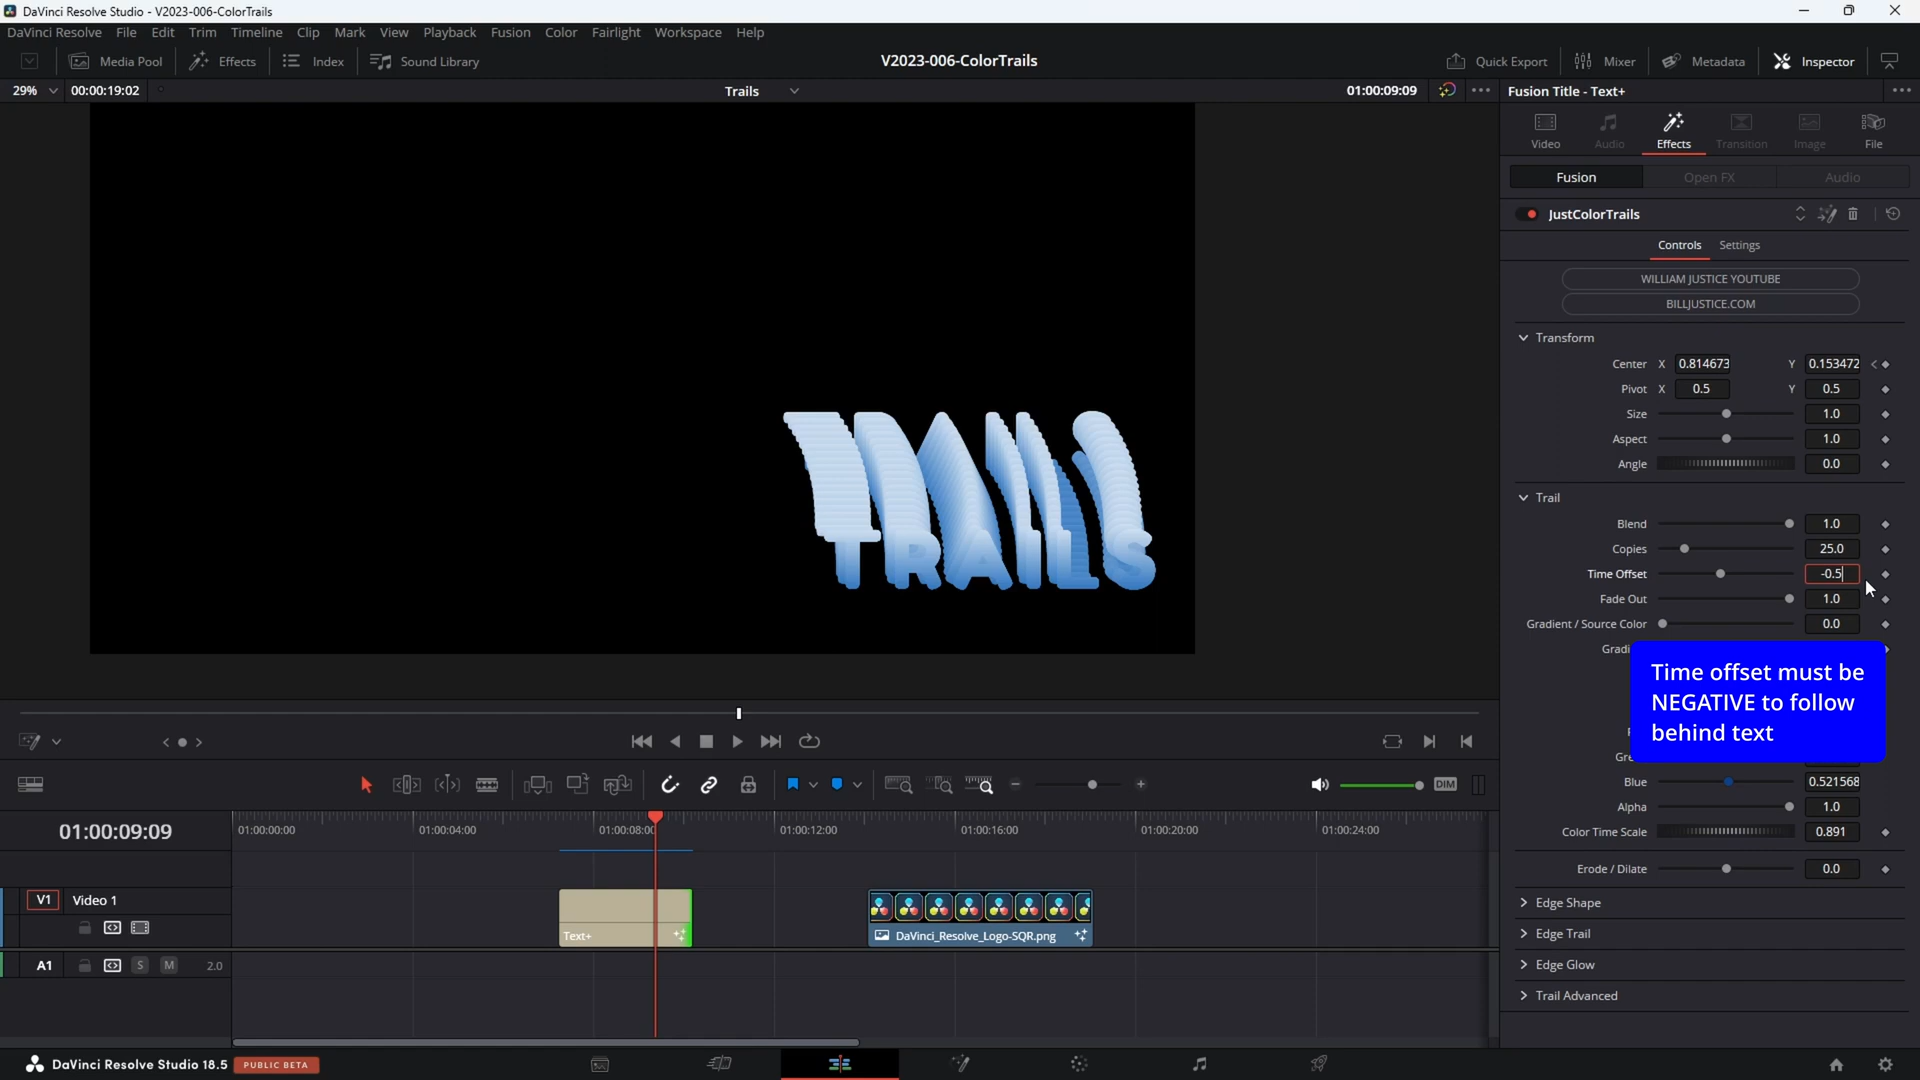 DaVinci Resolve Studio - V2023-006-ColorTrails
DaVinci Resolve File Edit Trim Timeline Clip Mark View Playback Fusion Color Fairlight Workspace Help
Media Pool Effects Index Sound Library V2023-006-ColorTrails Quick Export Mixer Metadata Inspector
29% 00:00:19:02 Trails 01:00:09:09 Fusion Title - Text+
Video Audio Effects Transition Image File
Fusion Open FX Audio
JustColorTrails
Controls Settings
WILLIAM JUSTICE YOUTUBE
BILLJUSTICE.COM
Transform
Center X 0.814673 Y 0.153472
Pivot X 0.5 Y 0.5
Size 1.0
Aspect 1.0
Angle 0.0
Trail
Blend 1.0
Copies 25.0
Time Offset -0.5
Fade Out 1.0
Gradient / Source Color 0.0
TRAILS
Time offset must be
NEGATIVE to follow
behind text
Blue 0.521568
Alpha 1.0
Color Time Scale 0.891
Erode / Dilate 0.0
Edge Shape
Edge Trail
Edge Glow
Trail Advanced
DIM
01:00:09:09 01:00:00:00 01:00:04:00 01:00:08:00 01:00:12:00 01:00:16:00 01:00:20:00 01:00:24:00
V1 Video 1
Text+ DaVinci_Resolve_Logo-SQR.png
A1 S M 2.0
DaVinci Resolve Studio 18.5 PUBLIC BETA